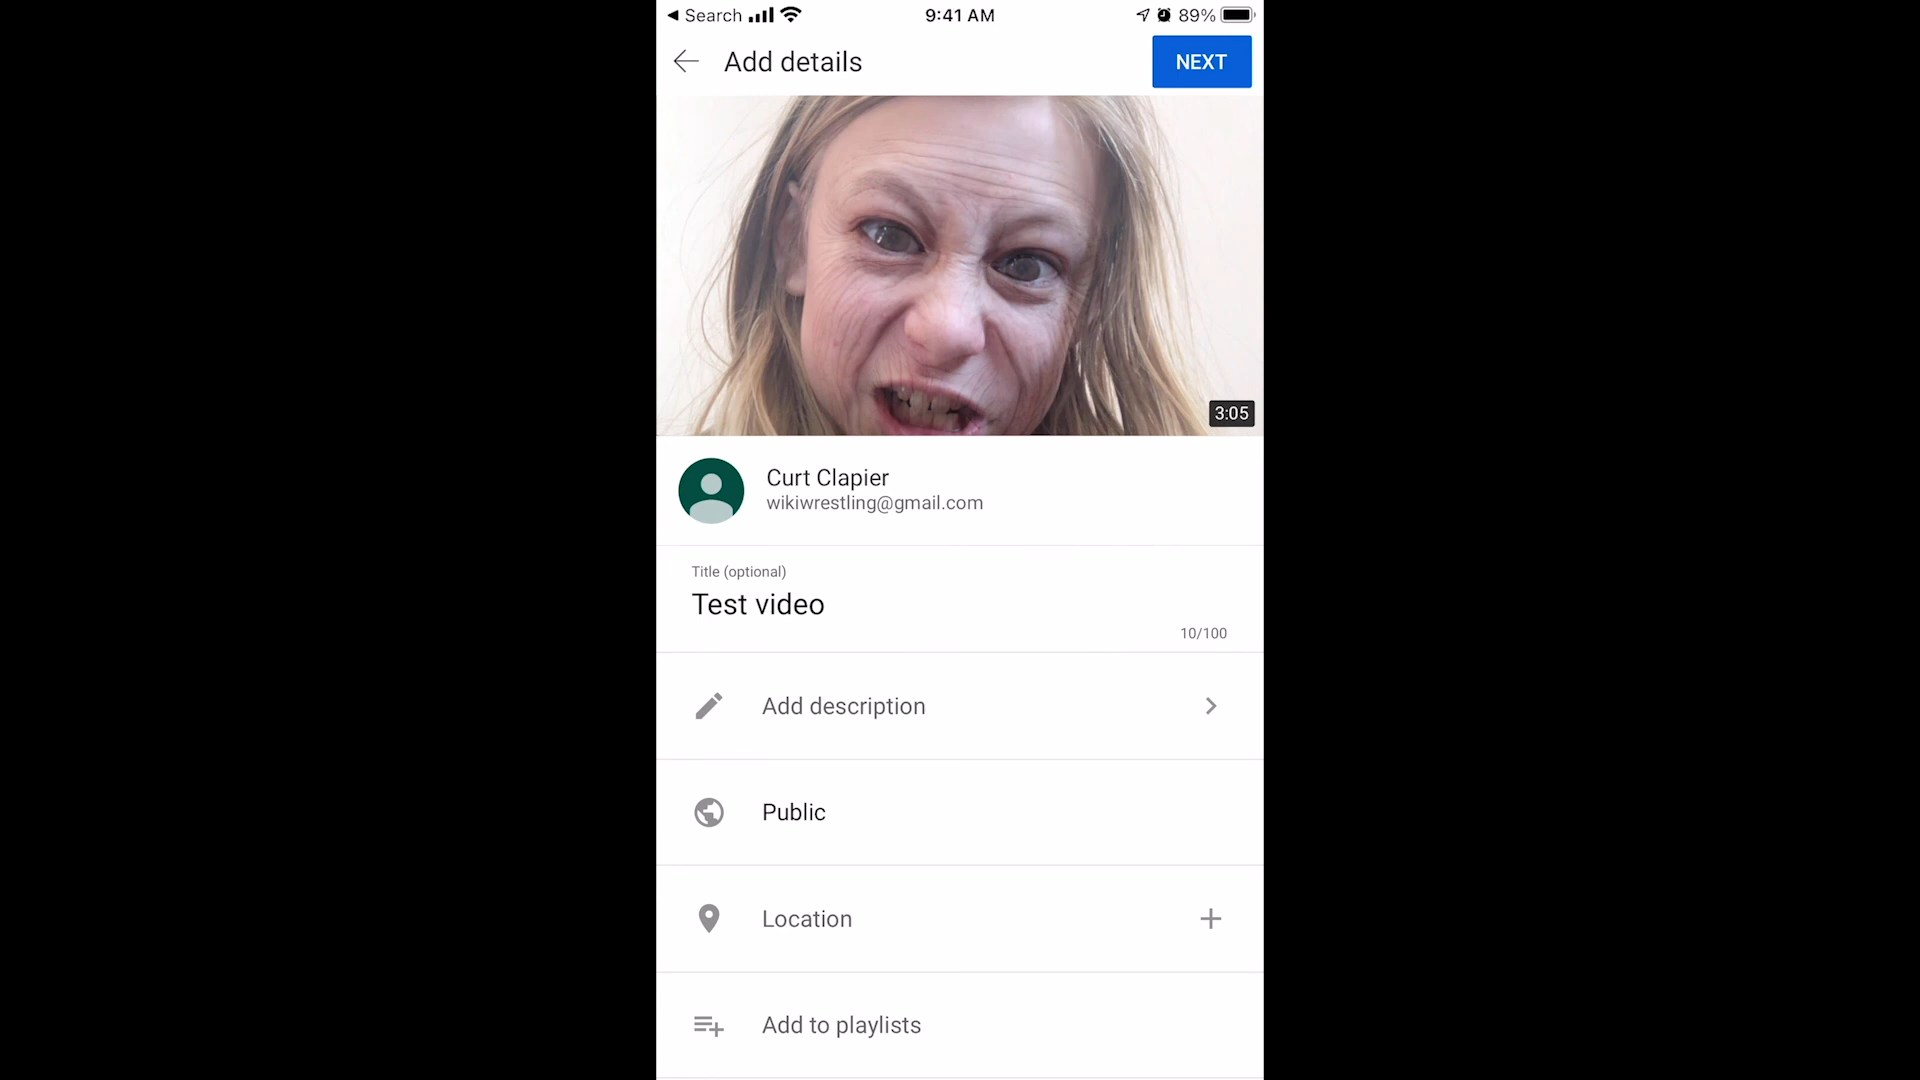 Search 9:41 AM 89%
Add details NEXT
3:05
Curt Clapier
wikiwrestling@gmail.com
Title (optional)
Test video
10/100
Add description
Public
Location
Add to playlists